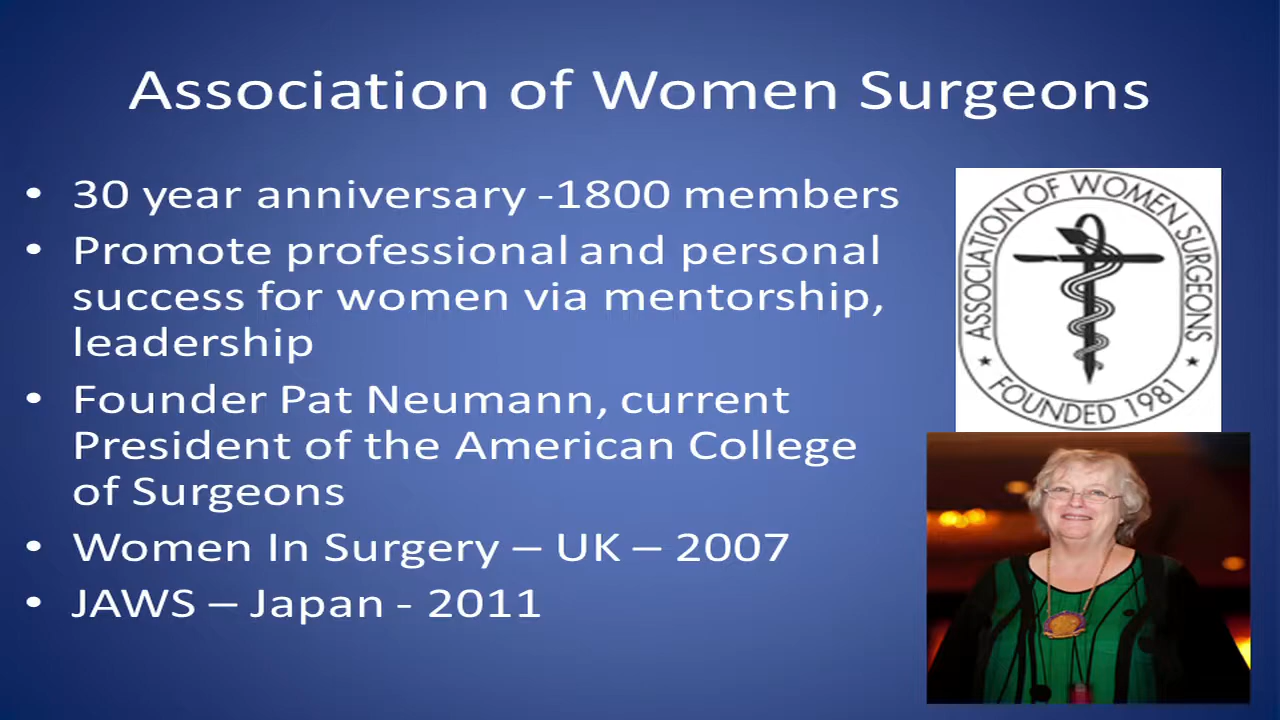 Association of Women Surgeons
• 30 year anniversary -1800 members
• Promote professional and personal
success for women via mentorship,
leadership
• Founder Pat Neumann, current
President of the American College
of Surgeons
• Women In Surgery – UK – 2007
• JAWS – Japan - 2011
ASSOCIATION OF WOMEN SURGEONS
FOUNDED 1981